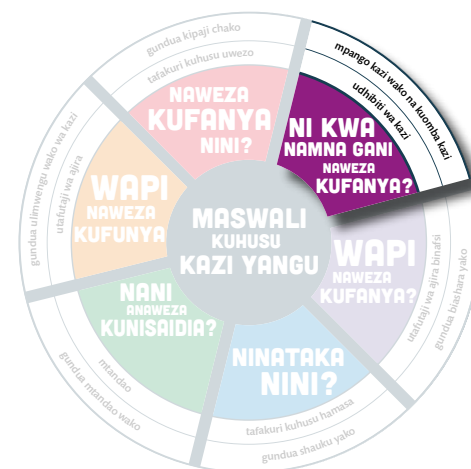 MASWALI
KUHUSU
KAZI YANGU
mpango kazi wako na kuomba kazi
udhibiti wa kazi
NI KWA
NAMNA GANI
NAWEZA
KUFANYA?
gundua biashara yako
utafutaji wa ajira binafsi
WAPI
NAWEZA
KUFANYA?
NINATAKA
NINI?
tafakuri kuhusu hamasa
gundua shauku yako
NANI
ANAWEZA
KUNISAIDIA?
mtandao
gundua mtandao wako
gundua ulimwengu wako wa kazi
utafutaji wa ajira
WAPI
NAWEZA
KUFUNYA
gundua kipaji chako
tafakuri kuhusu uwezo
NAWEZA
KUFANYA
NINI?